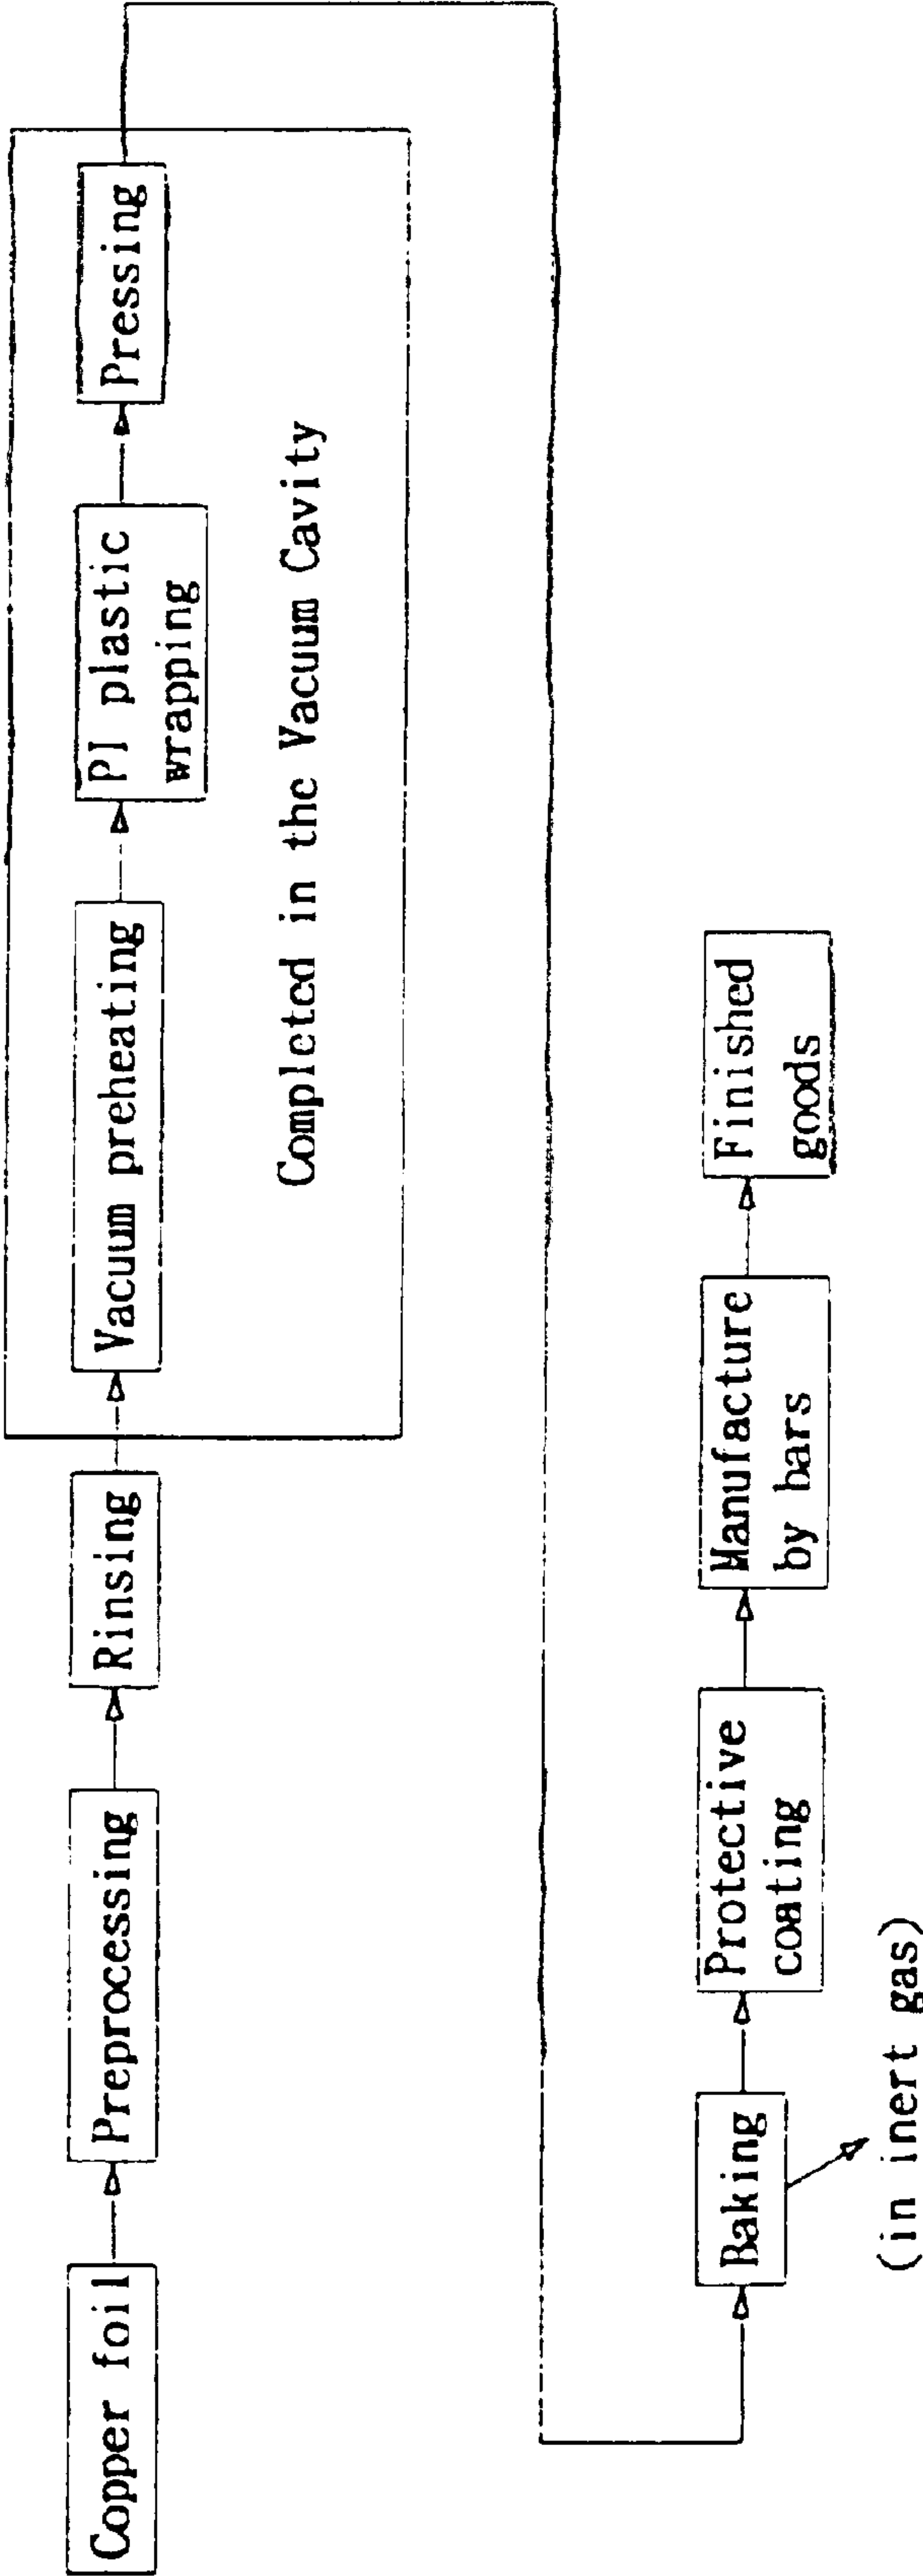 Copper foil
Preprocessing
Rinsing
Vacuum preheating
PI plastic
wrapping
Pressing
Completed in the Vacuum Cavity
Baking
(in inert gas)
Protective
coating
Manufacture
by bars
Finished
goods